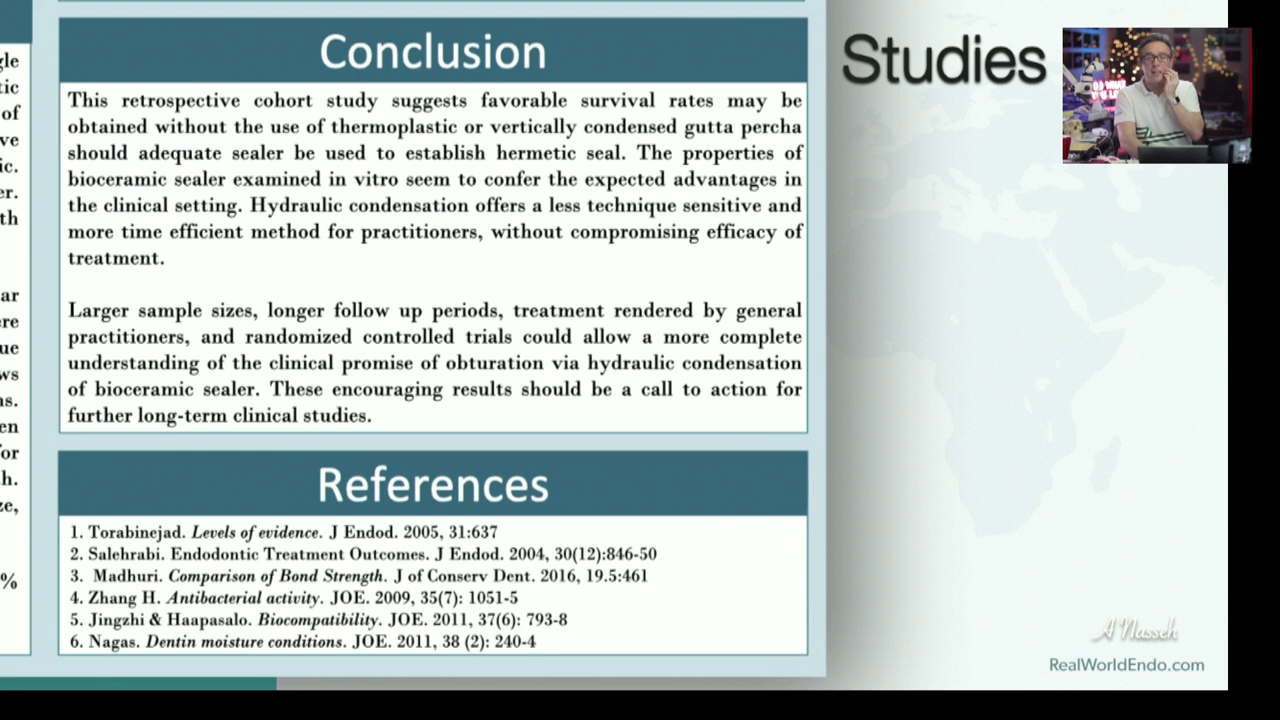 Conclusion
Studies
This retrospective cohort study suggests favorable survival rates may be
obtained without the use of thermoplastic or vertically condensed gutta percha
should adequate sealer be used to establish hermetic seal. The properties of
bioceramic sealer examined in vitro seem to confer the expected advantages in
the clinical setting. Hydraulic condensation offers a less technique sensitive and
more time efficient method for practitioners, without compromising efficacy of
treatment.
Larger sample sizes, longer follow up periods, treatment rendered by general
practitioners, and randomized controlled trials could allow a more complete
understanding of the clinical promise of obturation via hydraulic condensation
of bioceramic sealer. These encouraging results should be a call to action for
further long-term clinical studies.
References
1. Torabinejad. Levels of evidence. J Endod. 2005, 31:637
2. Salehrabi. Endodontic Treatment Outcomes. J Endod. 2004, 30(12):846-50
3. Madhuri. Comparison of Bond Strength. J of Conserv Dent. 2016, 19.5:461
4. Zhang H. Antibacterial activity. JOE. 2009, 35(7): 1051-5
5. Jingzhi & Haapasalo. Biocompatibility. JOE. 2011, 37(6): 793-8
6. Nagas. Dentin moisture conditions. JOE. 2011, 38 (2): 240-4
%
A Nasseh
RealWorldEndo.com